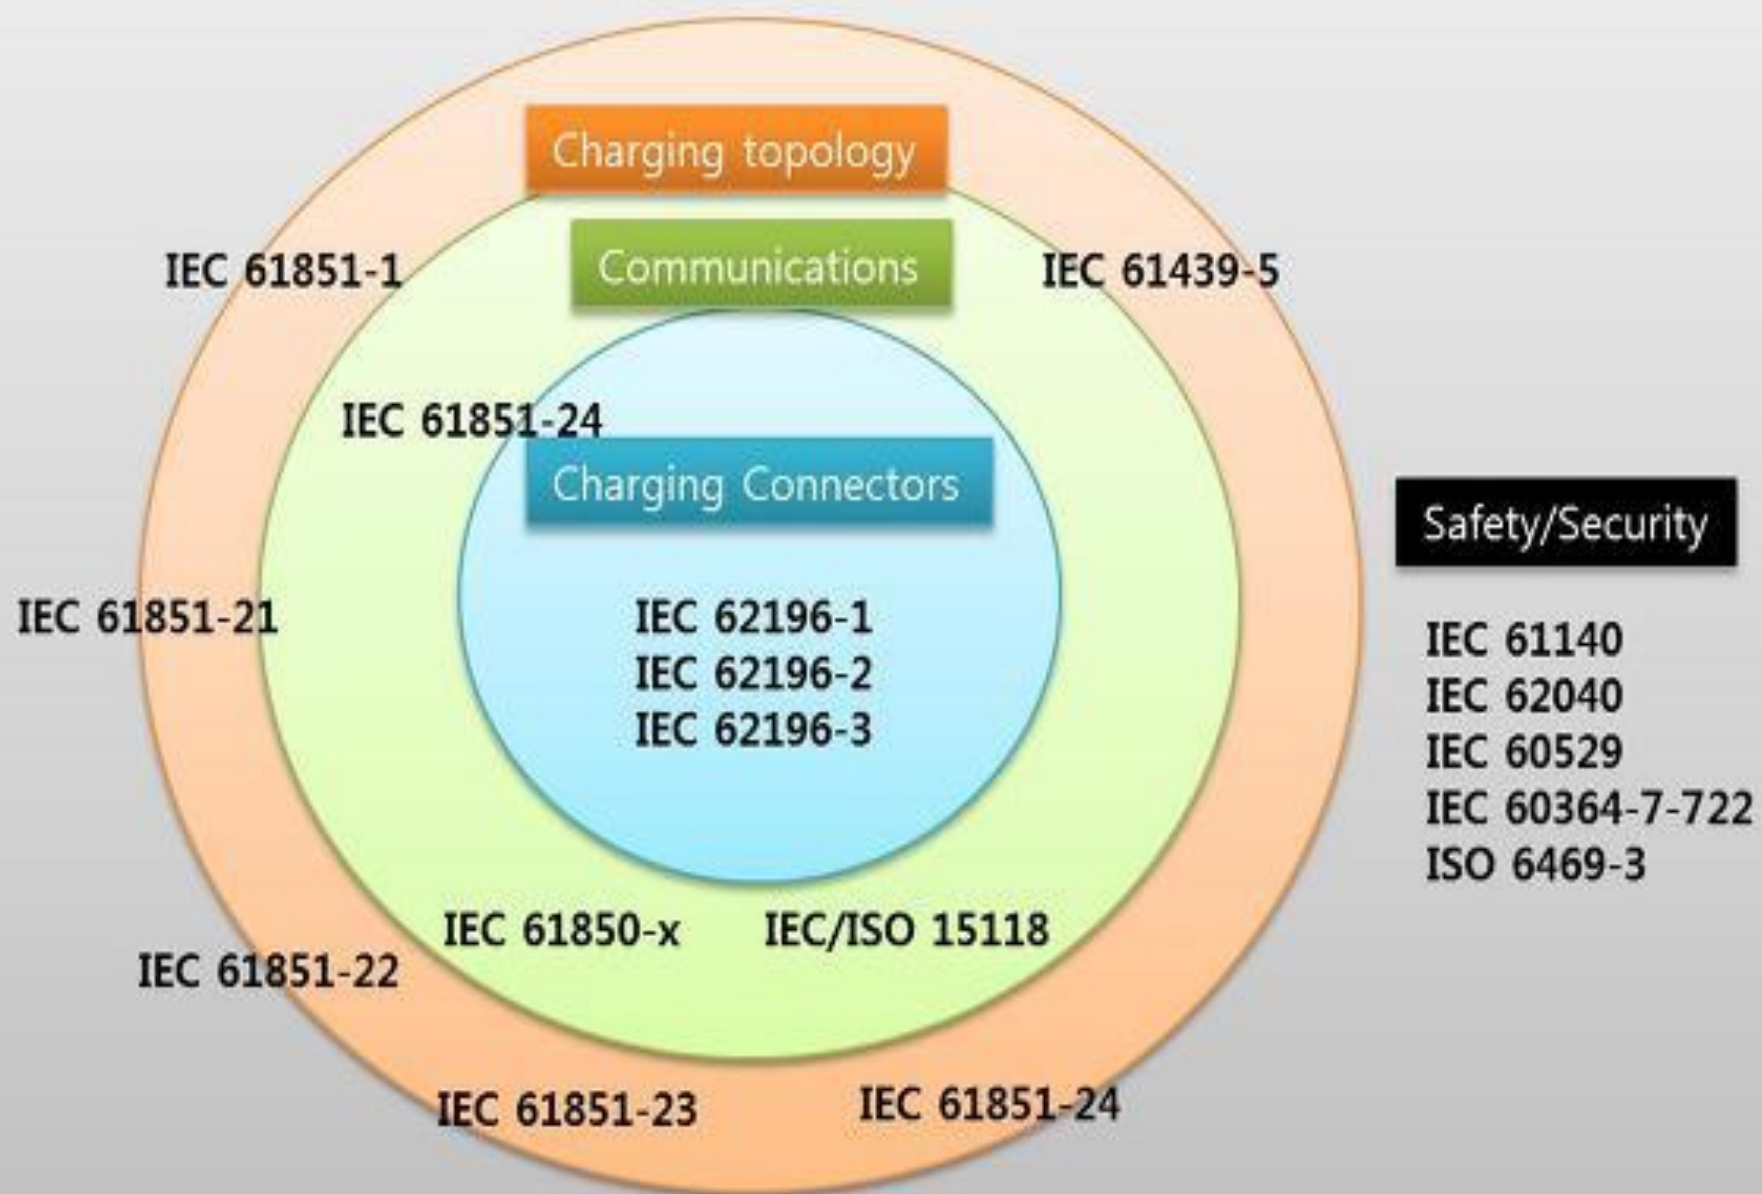 Charging topology
Communications
IEC 61851-1
IEC 61439-5
IEC 61851-24
Charging Connectors
Safety/Security
IEC 61851-21
IEC 62196-1
IEC 62196-2
IEC 62196-3
IEC 61140
IEC 62040
IEC 60529
IEC 60364-7-722
ISO 6469-3
IEC 61850-x
IEC/ISO 15118
IEC 61851-22
IEC 61851-23
IEC 61851-24